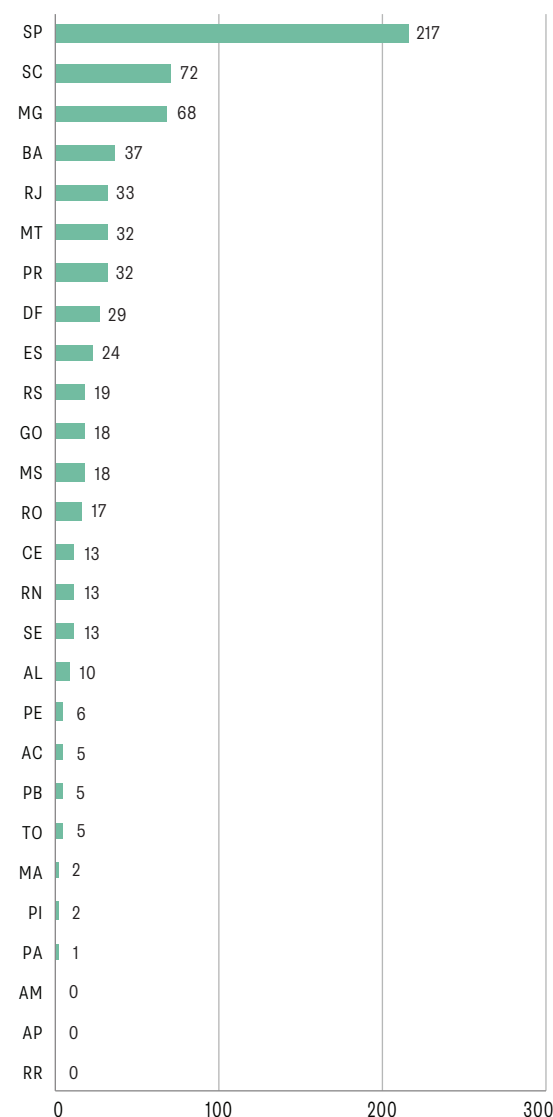 SP 217
SC 72
MG 68
BA 37
RJ 33
MT 32
PR 32
DF 29
ES 24
RS 19
GO 18
MS 18
RO 17
CE 13
RN 13
SE 13
AL 10
PE 6
AC 5
PB 5
TO 5
MA 2
PI 2
PA 1
AM 0
AP 0
RR 0
0 100 200 300